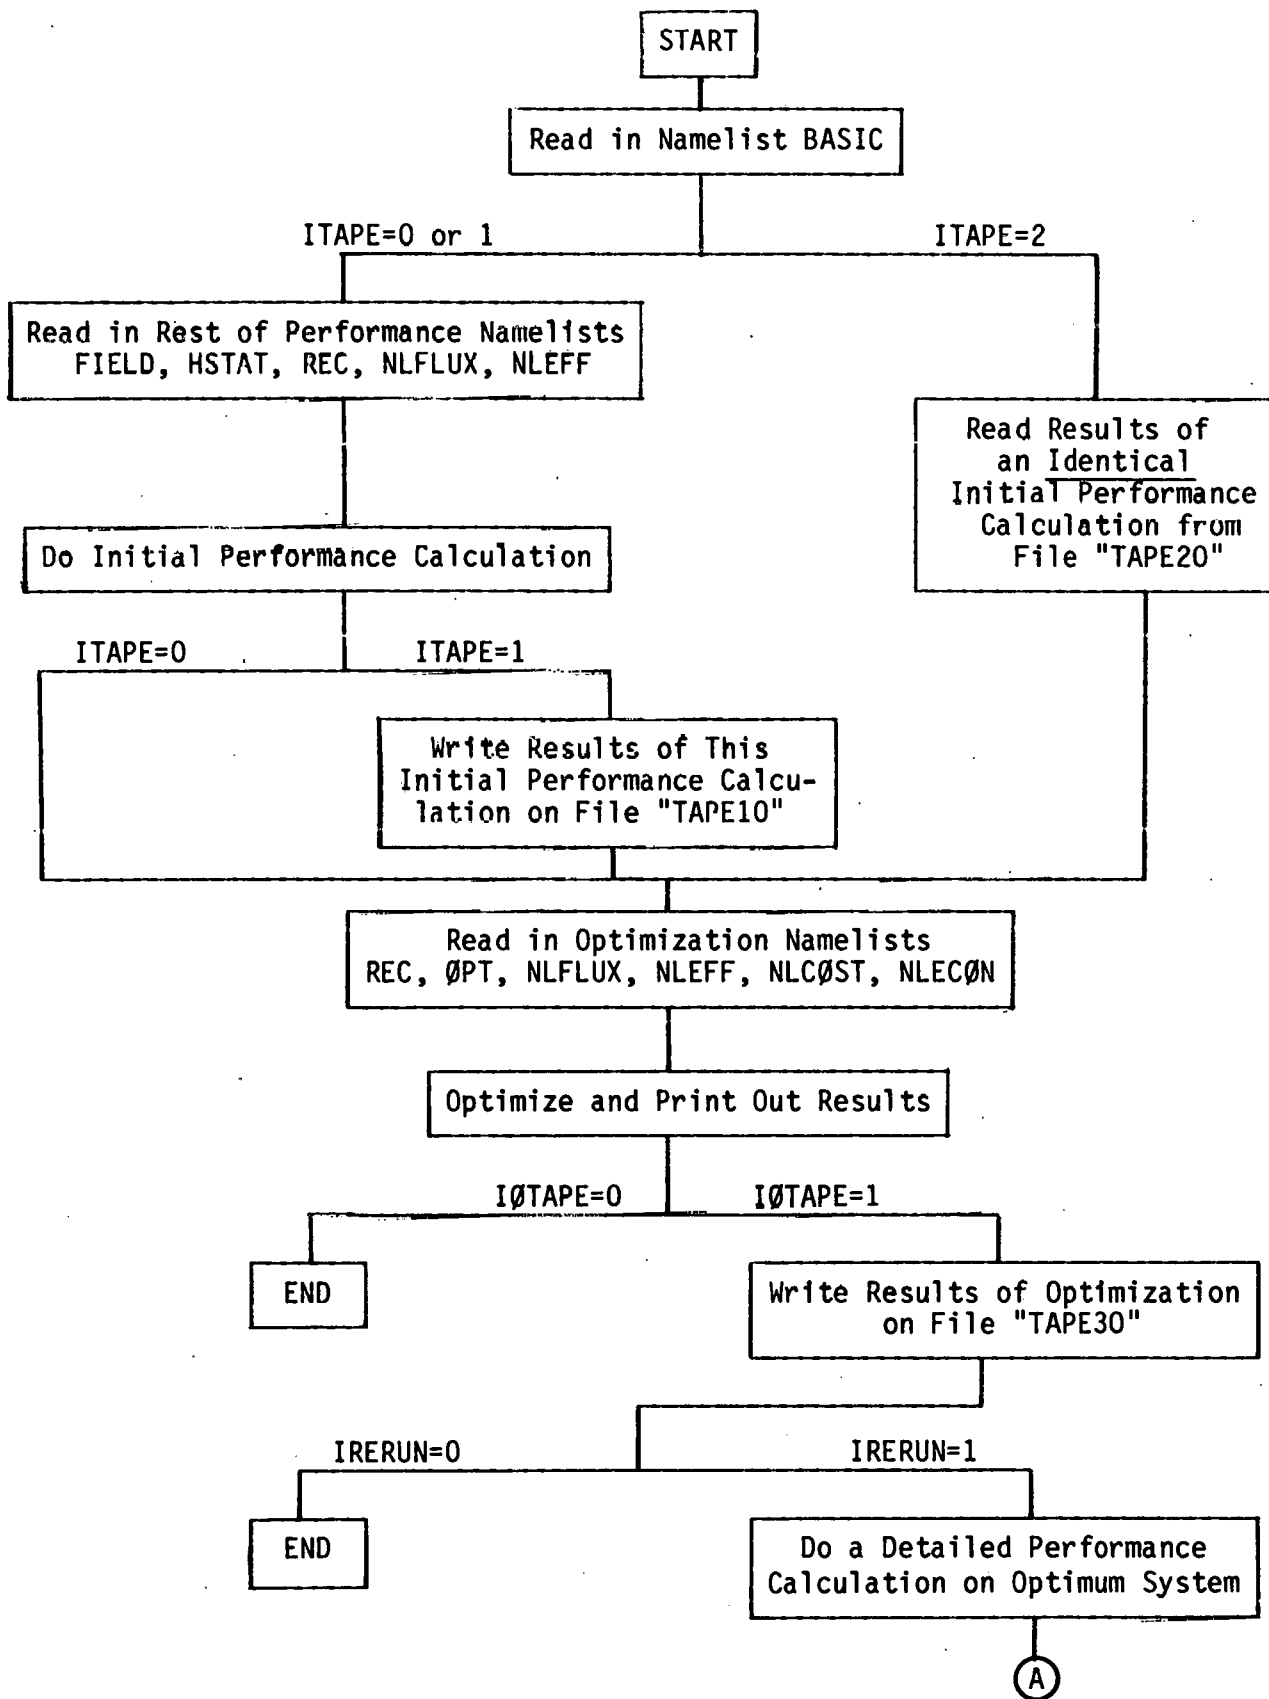 START
Read in Namelist BASIC
ITAPE=0 or 1
ITAPE=2
Read in Rest of Performance Namelists
FIELD, HSTAT, REC, NLFLUX, NLEFF
Read Results of
an Identical
Initial Performance
Calculation from
File "TAPE20"
Do Initial Performance Calculation
ITAPE=0
ITAPE=1
Write Results of This
Initial Performance Calcu-
lation on File "TAPE10"
Read in Optimization Namelists
REC, ØPT, NLFLUX, NLEFF, NLCØST, NLECØN
Optimize and Print Out Results
IØTAPE=0
IØTAPE=1
END
Write Results of Optimization
on File "TAPE30"
IRERUN=0
IRERUN=1
END
Do a Detailed Performance
Calculation on Optimum System
A